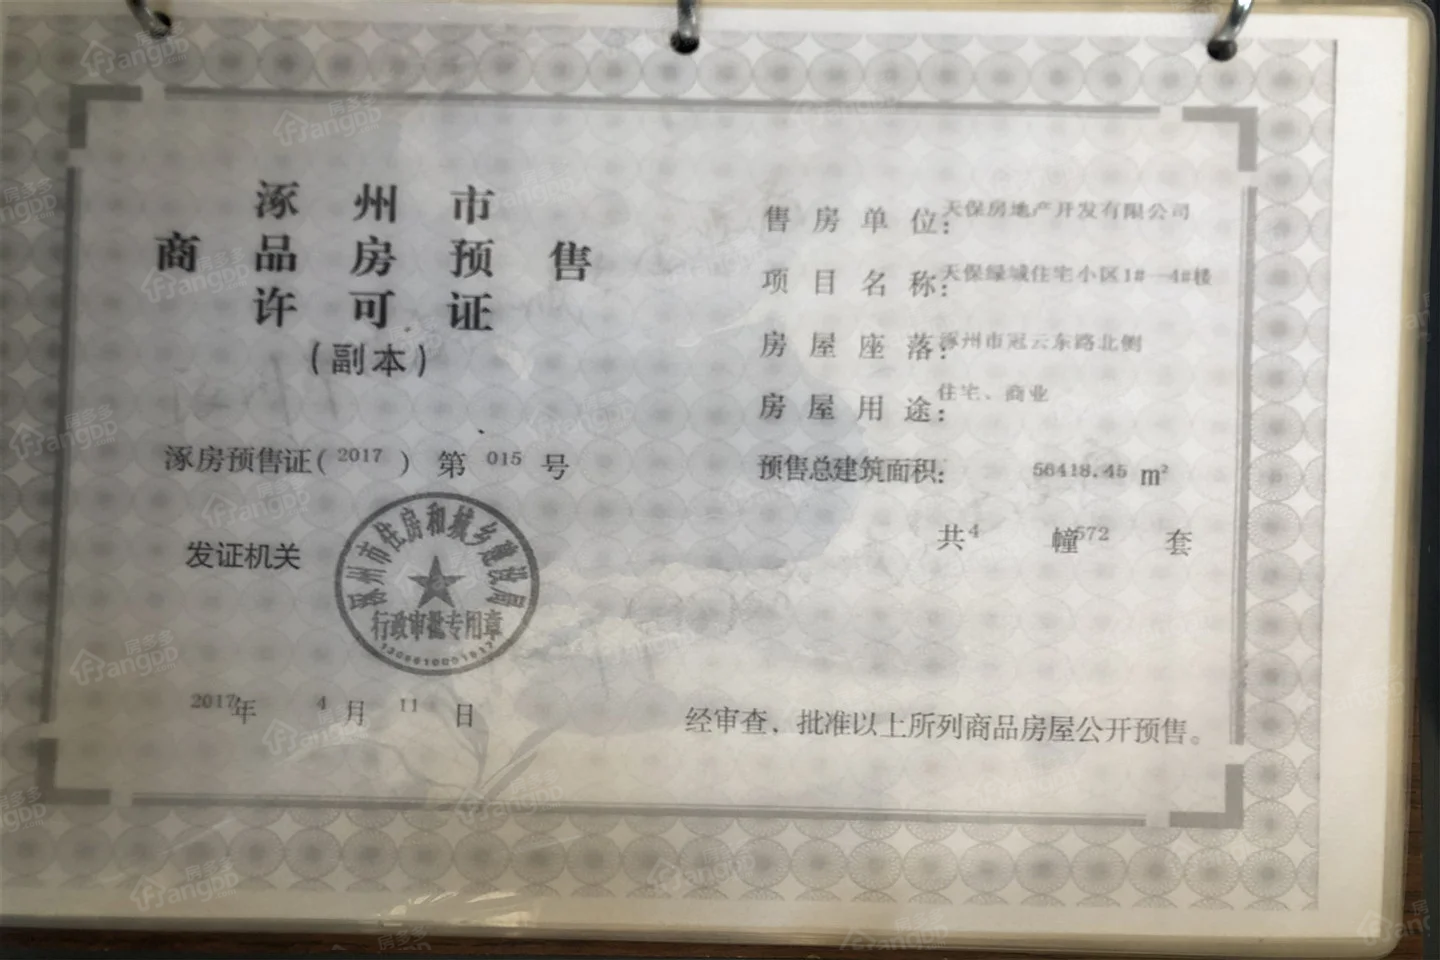 涿州市
商品房预售
许可证
(副本)
涿房预售证(2017)第015号
发证机关
涿州市住房和城乡建设局
行政审批专用章
2017年4月11日
售房单位:天保房地产开发有限公司
项目名称:天保绿城住宅小区1#--4#楼
房屋座落:涿州市冠云东路北侧
房屋用途:住宅、商业
预售总建筑面积:56418.45 m²
共4幢572套
经审查,批准以上所列商品房屋公开预售。
房多多
Fangdd.com